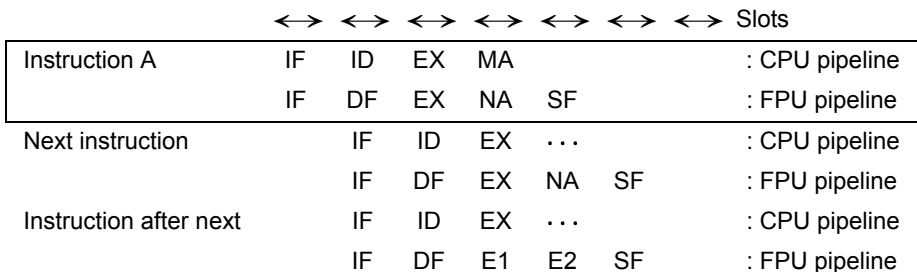 Slots
Instruction A IF ID EX MA : CPU pipeline
IF DF EX NA SF : FPU pipeline
Next instruction IF ID EX ··· : CPU pipeline
IF DF EX NA SF : FPU pipeline
Instruction after next IF ID EX ··· : CPU pipeline
IF DF E1 E2 SF : FPU pipeline